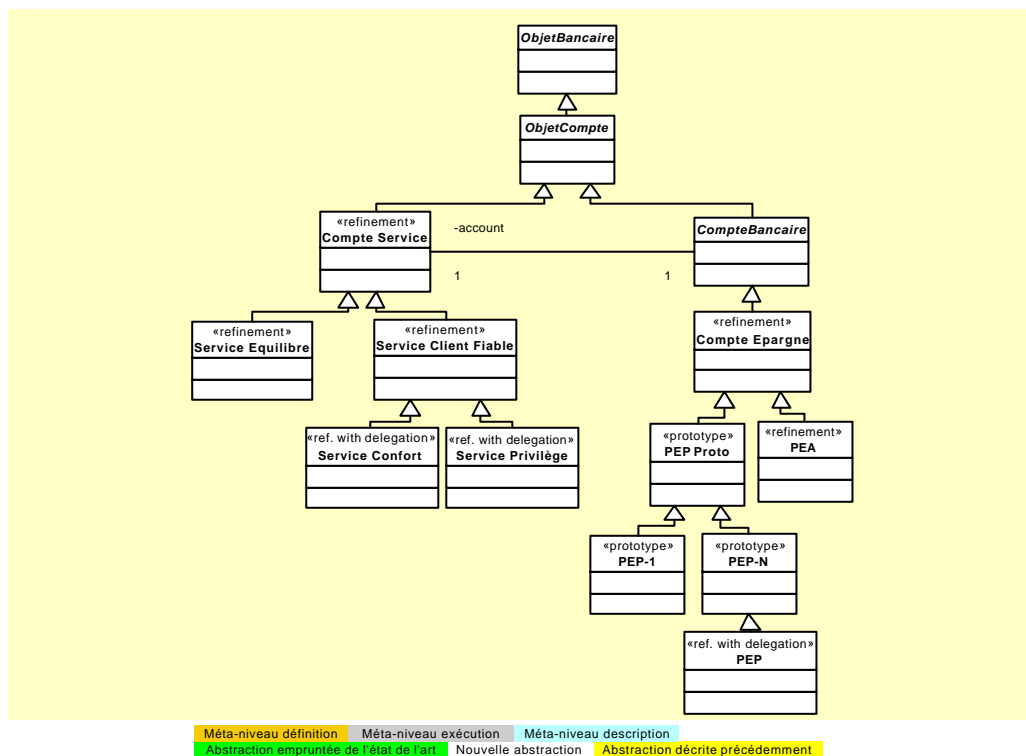 ObjetBancaire
ObjetCompte
«refinement»
Compte Service
-account
CompteBancaire
1
1
«refinement»
Service Equilibre
«refinement»
Service Client Fiable
«refinement»
Compte Epargne
«ref. with delegation»
Service Confort
«ref. with delegation»
Service Privilège
«prototype»
PEP Proto
«refinement»
PEA
«prototype»
PEP-1
«prototype»
PEP-N
«ref. with delegation»
PEP
Méta-niveau définition Méta-niveau exécution Méta-niveau description
Abstraction empruntée de l'état de l'art Nouvelle abstraction Abstraction décrite précédemment